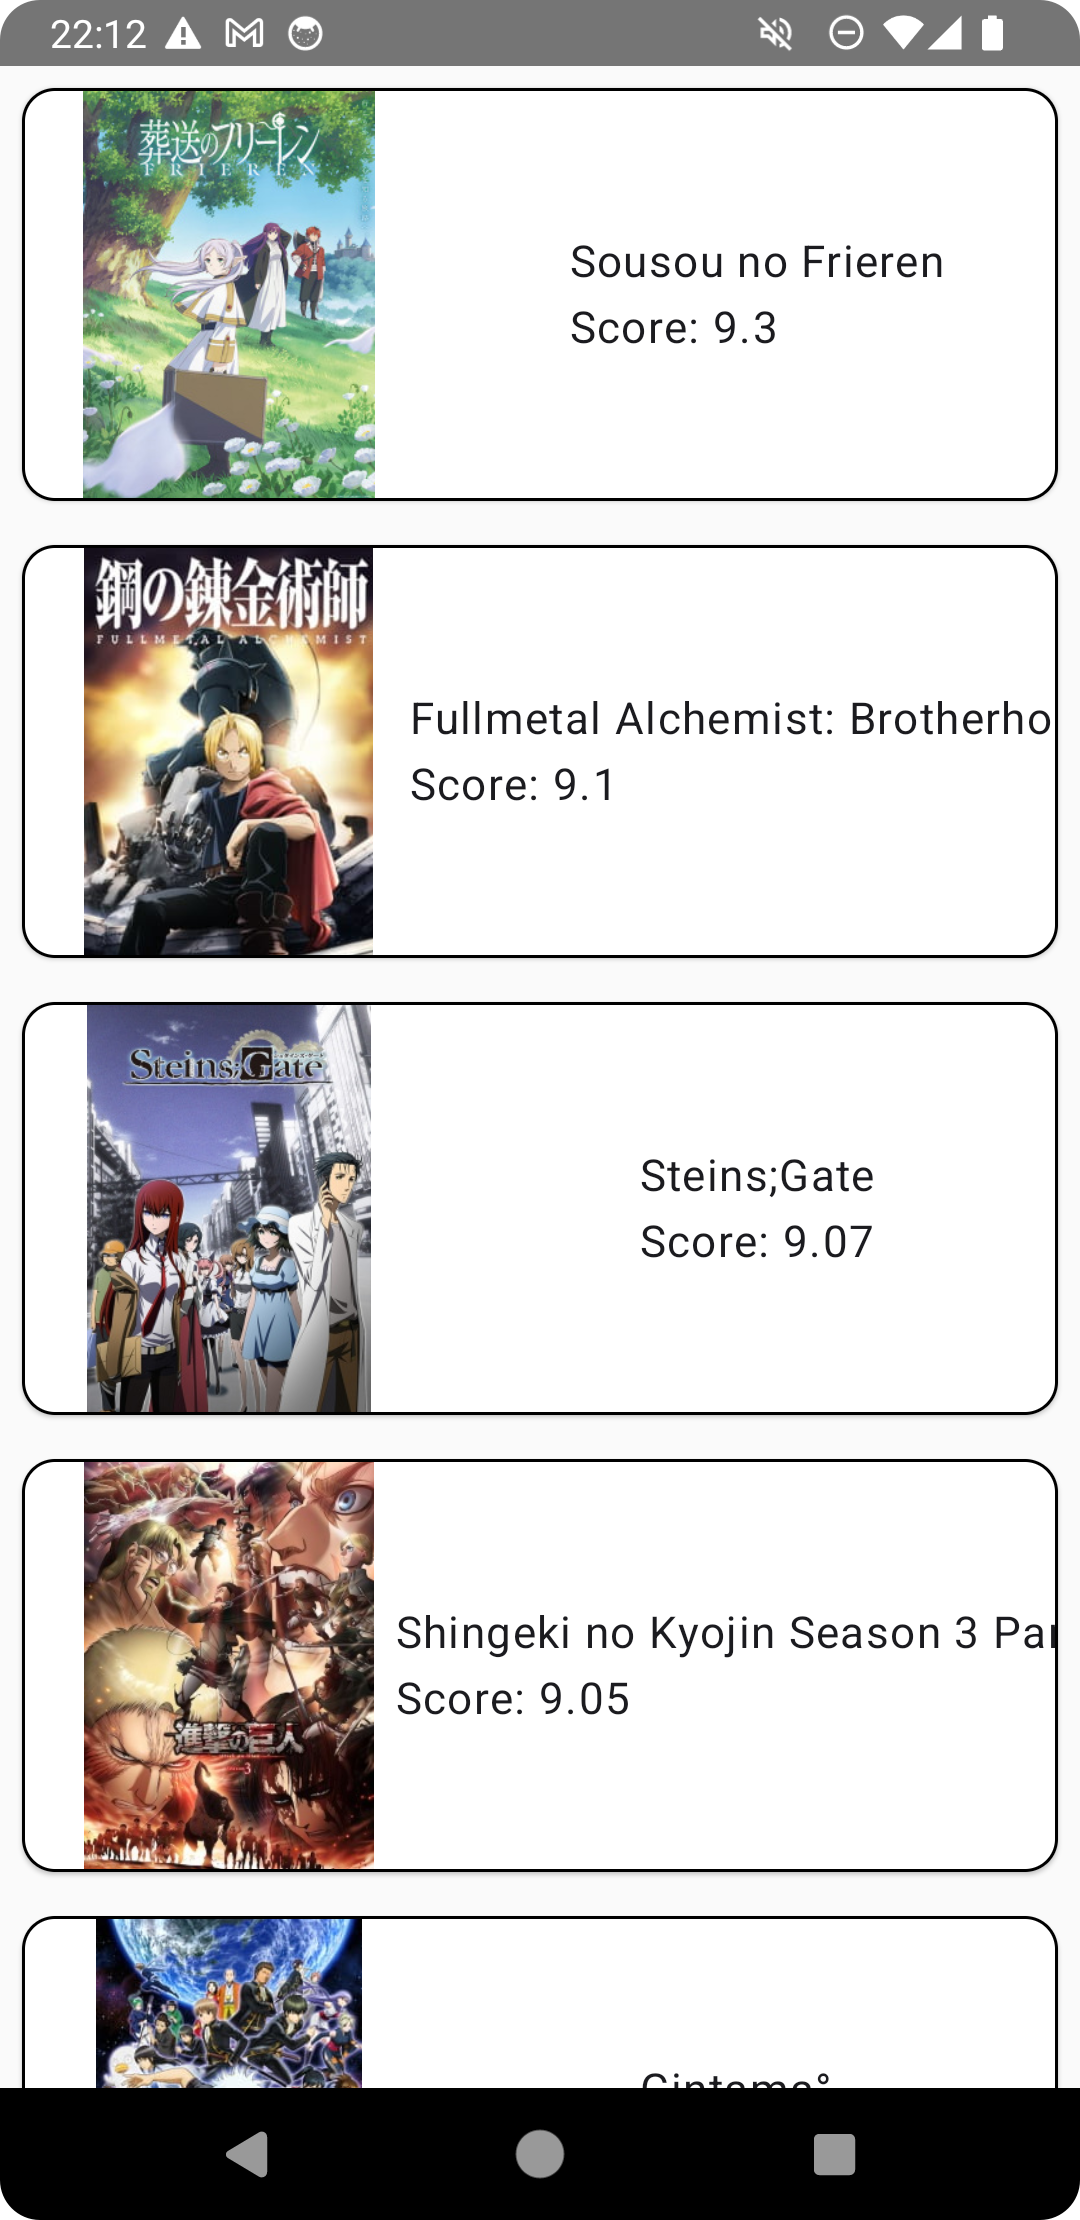 22:12
葬送のフリーレン
FRIEREN
Sousou no Frieren
Score: 9.3
鋼の錬金術師
FULLMETAL ALCHEMIST
Fullmetal Alchemist: Brotherho
Score: 9.1
Steins;Gate
Steins;Gate
Score: 9.07
進撃の巨人
3
Shingeki no Kyojin Season 3 Par
Score: 9.05
Gintama°